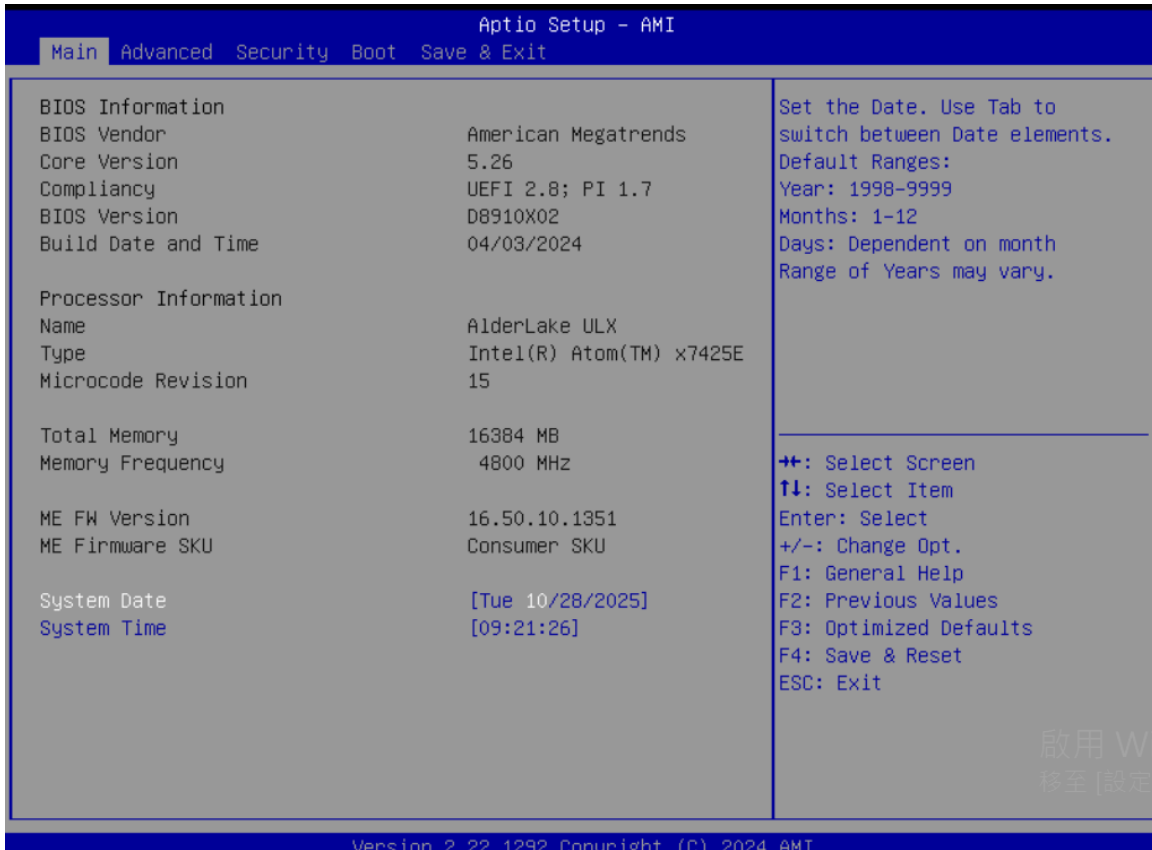 Aptio Setup – AMI
Main Advanced Security Boot Save & Exit
BIOS Information
BIOS Vendor American Megatrends
Core Version 5.26
Compliancy UEFI 2.8; PI 1.7
BIOS Version D8910X02
Build Date and Time 04/03/2024
Processor Information
Name AlderLake ULX
Type Intel(R) Atom(TM) x7425E
Microcode Revision 15
Total Memory 16384 MB
Memory Frequency 4800 MHz
ME FW Version 16.50.10.1351
ME Firmware SKU Consumer SKU
System Date [Tue 10/28/2025]
System Time [09:21:26]
Set the Date. Use Tab to
switch between Date elements.
Default Ranges:
Year: 1998-9999
Months: 1-12
Days: Dependent on month
Range of Years may vary.
→←: Select Screen
↑↓: Select Item
Enter: Select
+/-: Change Opt.
F1: General Help
F2: Previous Values
F3: Optimized Defaults
F4: Save & Reset
ESC: Exit
啟用 W
移至 [設定
Version 2.22.1292 Copyright (C) 2024 AMI